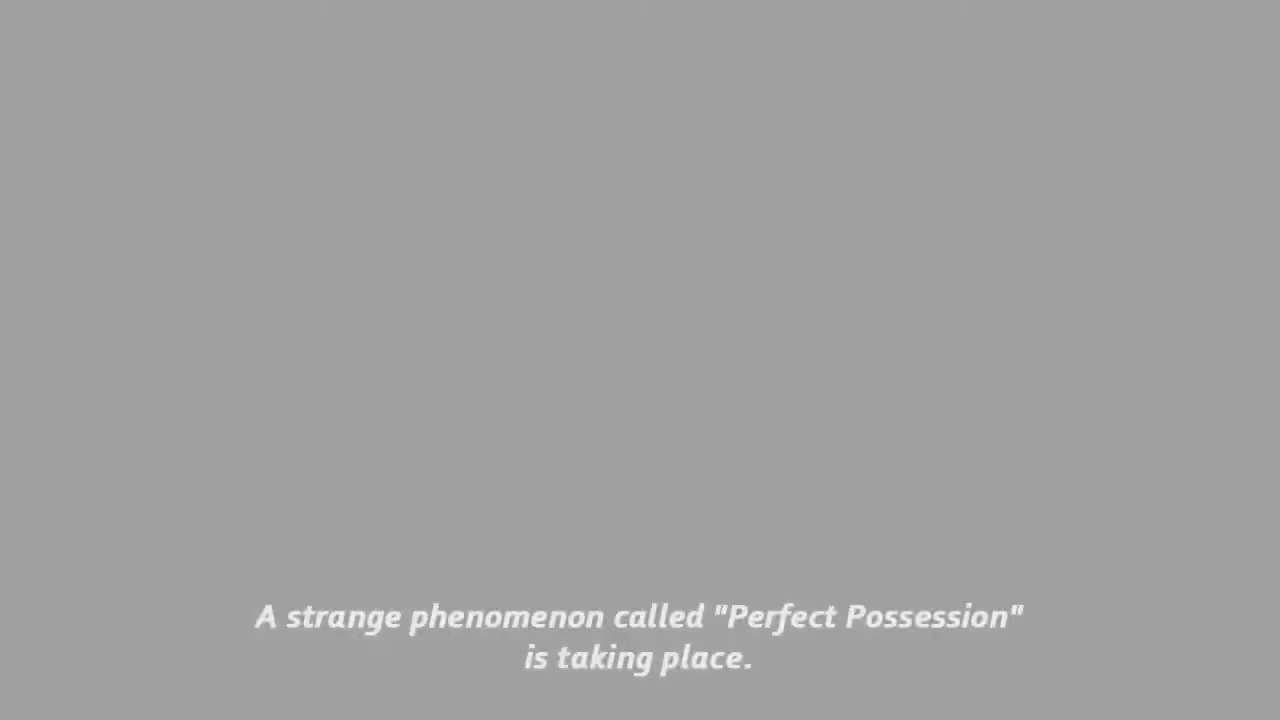 A strange phenomenon called "Perfect Possession"
is taking place.